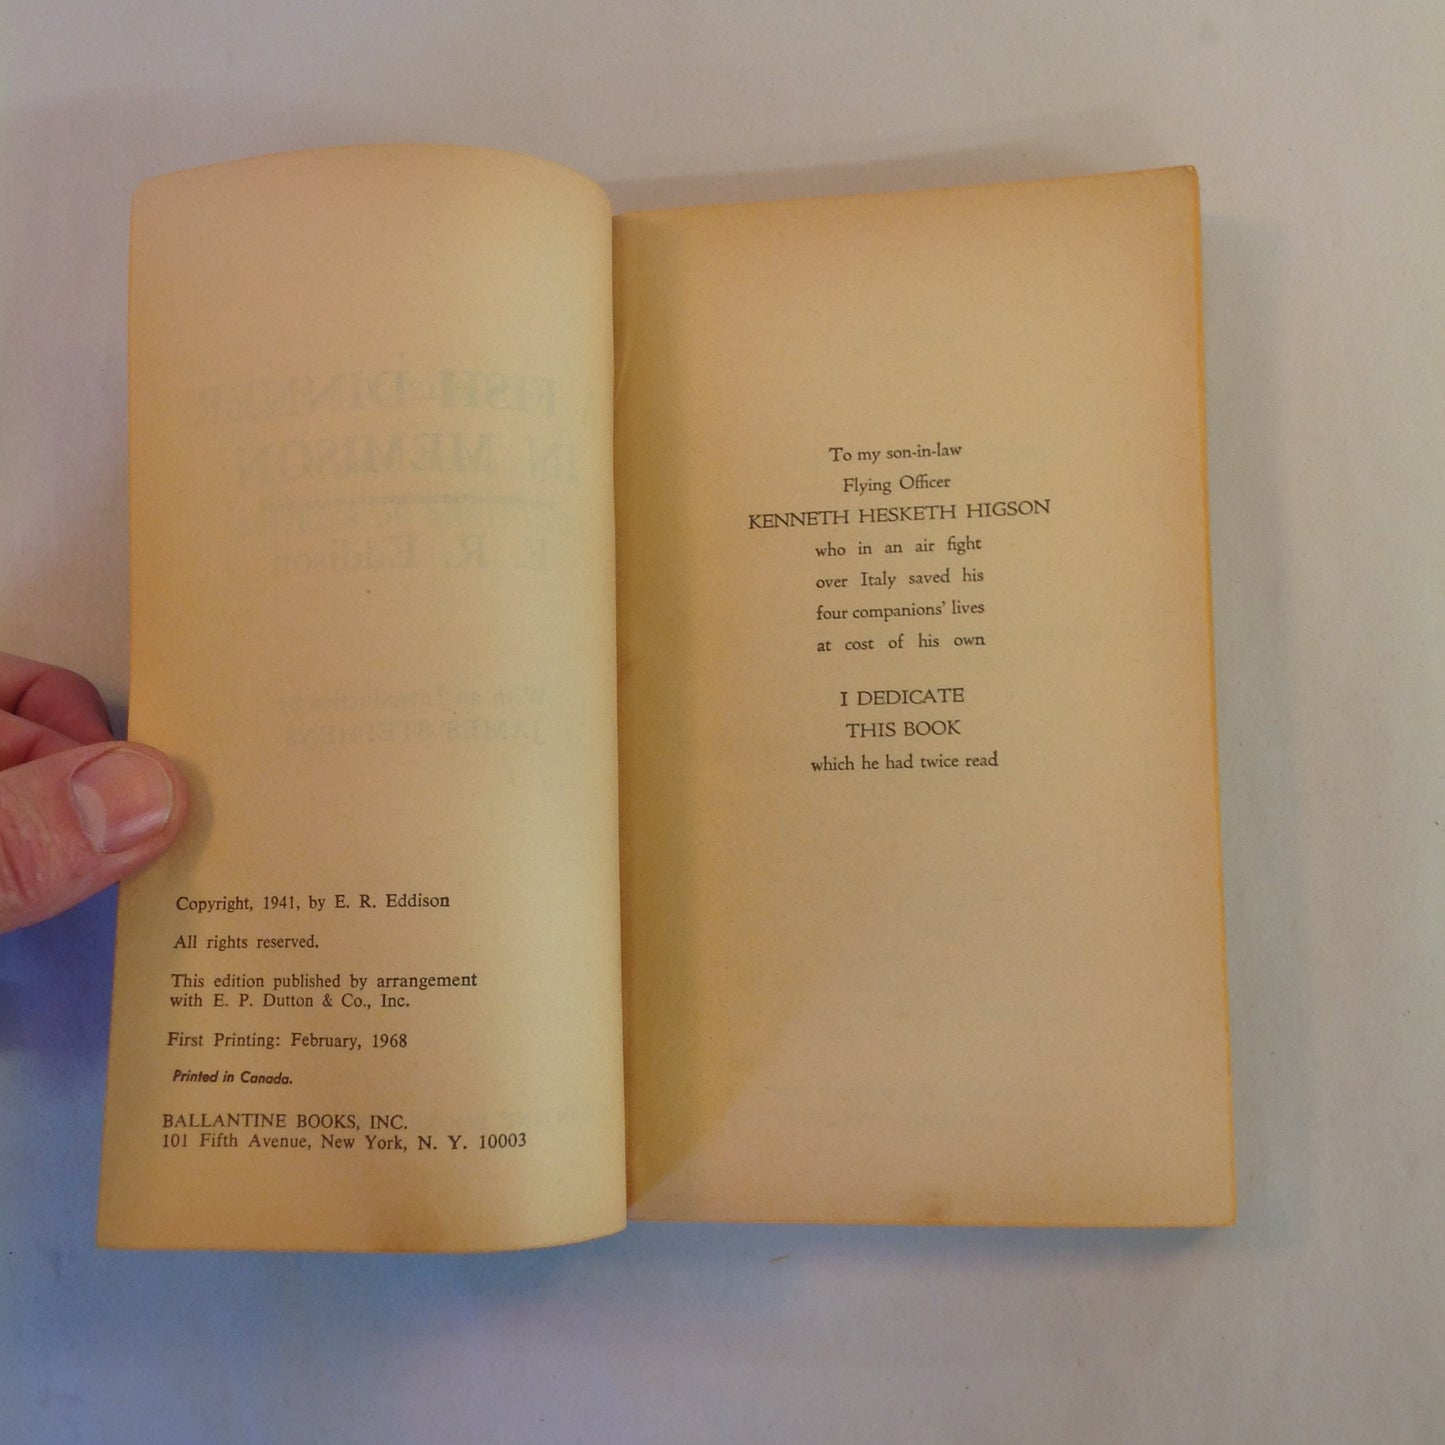 Copyright, 1941, by E. R. Eddison
All rights reserved.
This edition published by arrangement
with E. P. Dutton & Co., Inc.
First Printing: February, 1968
Printed in Canada.
BALLANTINE BOOKS, INC.
101 Fifth Avenue, New York, N. Y. 10003
To my son-in-law
Flying Officer
KENNETH HESKETH HIGSON
who in an air fight
over Italy saved his
four companions' lives
at cost of his own
I DEDICATE
THIS BOOK
which he had twice read